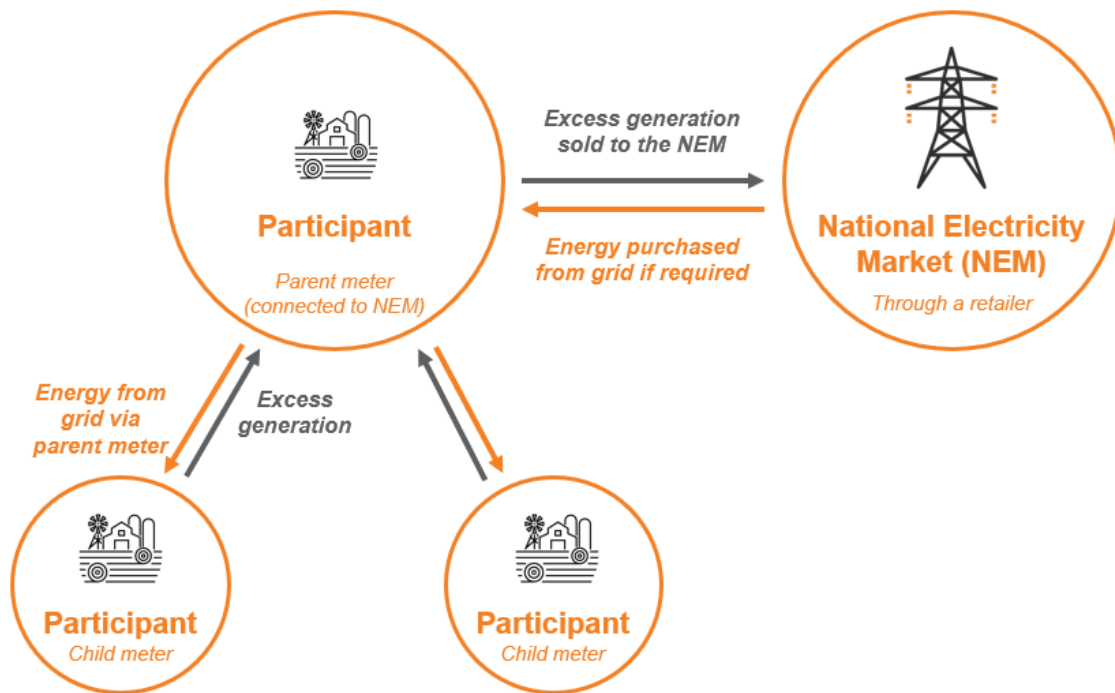 Excess generation
sold to the NEM
Participant
Parent meter
(connected to NEM)
Energy purchased
from grid if required
National Electricity
Market (NEM)
Through a retailer
Energy from
grid via
parent meter
Excess
generation
Participant
Child meter
Participant
Child meter